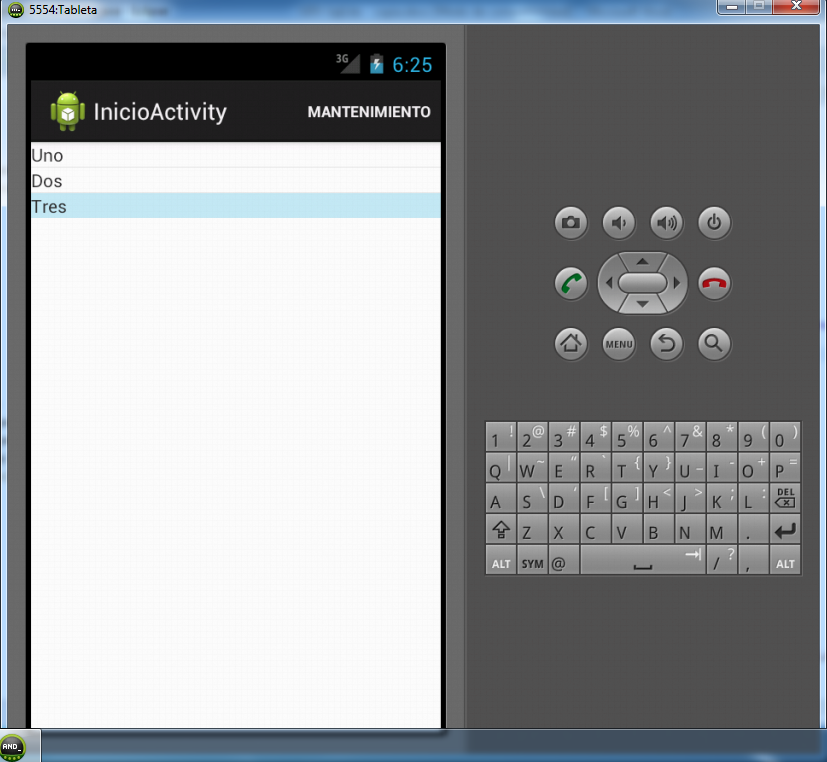 5554:Tableta
3G 6:25
InicioActivity MANTENIMIENTO
Uno
Dos
Tres
MENU
1 ! 2 @ 3 # 4 $ 5 % 6 ^ 7 & 8 * 9 ( 0 )
Q | W ~ E “ R ` T { Y } U _ I - O + P =
A S \ D ‘ F [ G ] H < J > K ; L : DEL
Z X C V B N M .
ALT SYM @ / ? , ALT
AND_